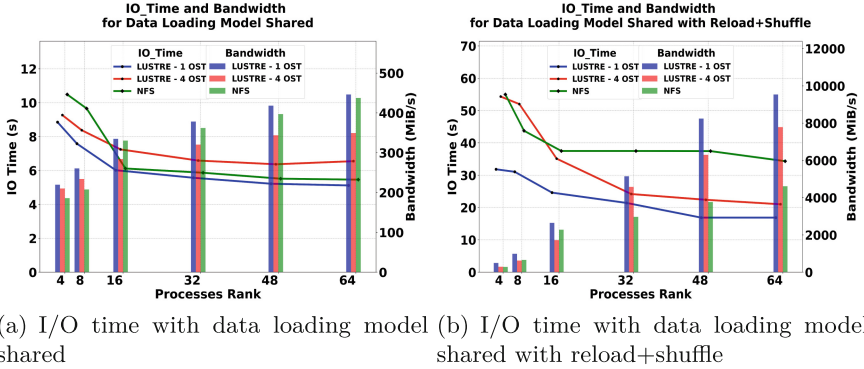 IO_Time and Bandwidth
for Data Loading Model Shared
IO_Time Bandwidth
LUSTRE - 1 OST LUSTRE - 1 OST
LUSTRE - 4 OST LUSTRE - 4 OST
NFS NFS
IO Time (s)
12
10
8
6
4
2
0
500
400
300
200
100
0
Bandwidth (MiB/s)
4 8 16 32 48 64
Processes Rank
(a) I/O time with data loading model
shared
IO_Time and Bandwidth
for Data Loading Model Shared with Reload+Shuffle
IO_Time Bandwidth
LUSTRE - 1 OST LUSTRE - 1 OST
LUSTRE - 4 OST LUSTRE - 4 OST
NFS NFS
IO Time (s)
70
60
50
40
30
20
10
0
12000
10000
8000
6000
4000
2000
0
Bandwidth (MiB/s)
4 8 16 32 48 64
Processes Rank
(b) I/O time with data loading model
shared with reload+shuffle